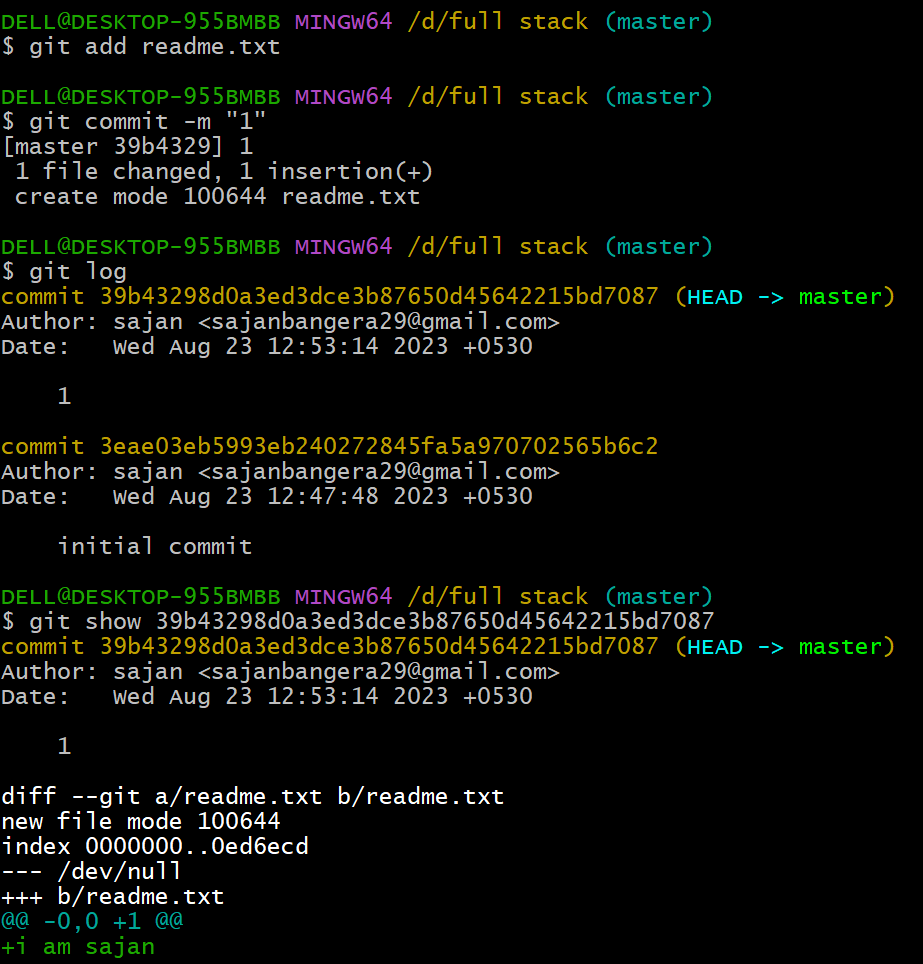 DELL@DESKTOP-955BMBB MINGW64 /d/full stack (master)
$ git add readme.txt

DELL@DESKTOP-955BMBB MINGW64 /d/full stack (master)
$ git commit -m "1"
[master 39b4329] 1
 1 file changed, 1 insertion(+)
 create mode 100644 readme.txt

DELL@DESKTOP-955BMBB MINGW64 /d/full stack (master)
$ git log
commit 39b43298d0a3ed3dce3b87650d45642215bd7087 (HEAD -> master)
Author: sajan <sajanbangera29@gmail.com>
Date:   Wed Aug 23 12:53:14 2023 +0530

    1

commit 3eae03eb5993eb240272845fa5a970702565b6c2
Author: sajan <sajanbangera29@gmail.com>
Date:   Wed Aug 23 12:47:48 2023 +0530

    initial commit

DELL@DESKTOP-955BMBB MINGW64 /d/full stack (master)
$ git show 39b43298d0a3ed3dce3b87650d45642215bd7087
commit 39b43298d0a3ed3dce3b87650d45642215bd7087 (HEAD -> master)
Author: sajan <sajanbangera29@gmail.com>
Date:   Wed Aug 23 12:53:14 2023 +0530

    1

diff --git a/readme.txt b/readme.txt
new file mode 100644
index 0000000..0ed6ecd
--- /dev/null
+++ b/readme.txt
@@ -0,0 +1 @@
+i am sajan